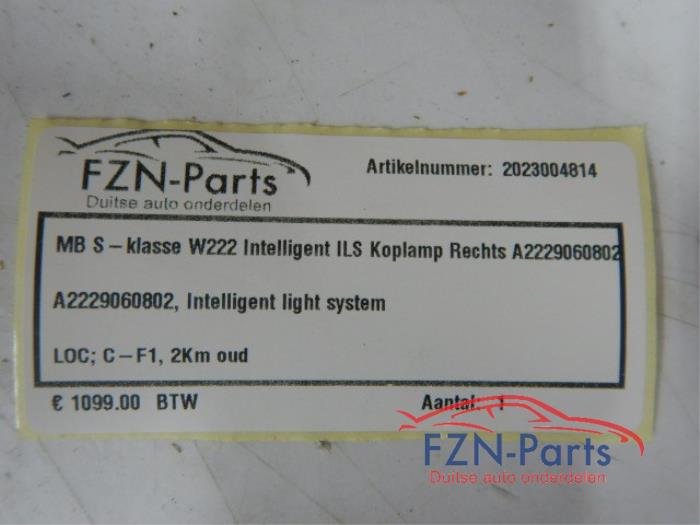 FZN-Parts
Duitse auto onderdelen
Artikelnummer: 2023004814
MB S-klasse W222 Intelligent ILS Koplamp Rechts A2229060802
A2229060802, Intelligent light system
LOC; C-F1, 2Km oud
€ 1099.00 BTW
Aantal: 1
FZN-Parts
Duitse auto onderdelen